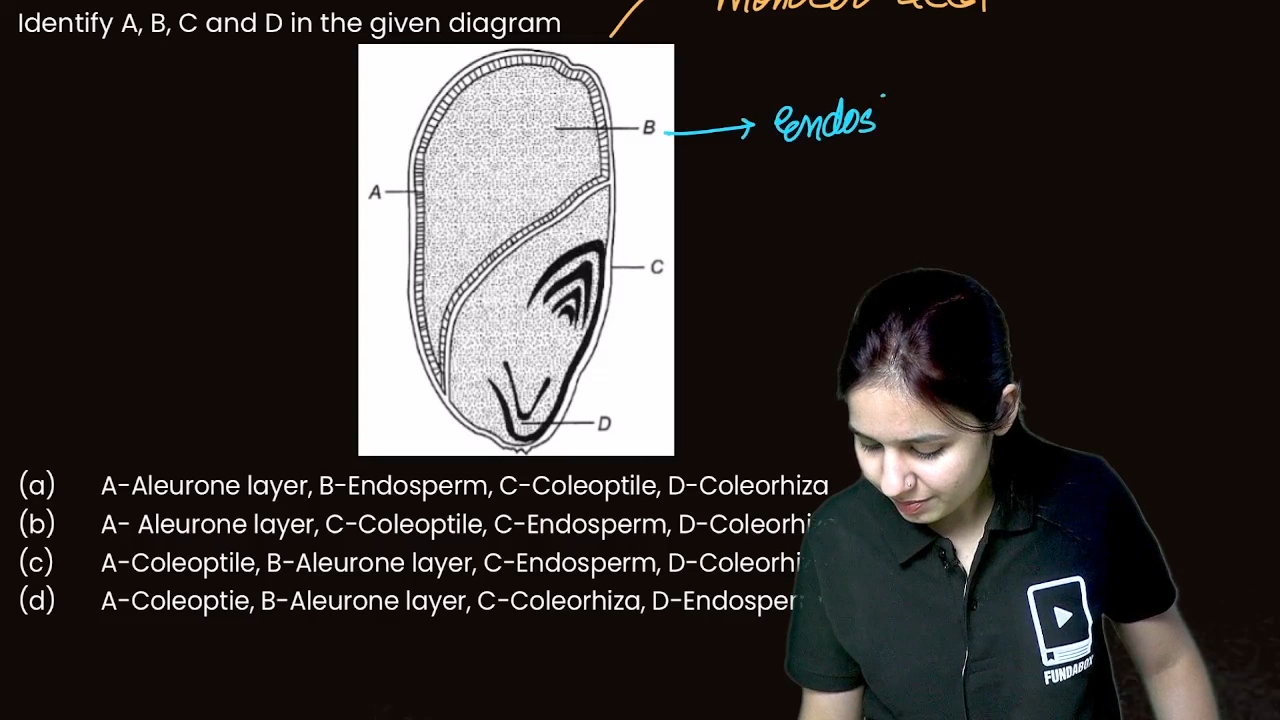 Identify A, B, C and D in the given diagram
B
Endos
A
C
D
(a) A-Aleurone layer, B-Endosperm, C-Coleoptile, D-Coleorhiza
(b) A- Aleurone layer, C-Coleoptile, C-Endosperm, D-Coleorhi
(c) A-Coleoptile, B-Aleurone layer, C-Endosperm, D-Coleorhi
(d) A-Coleoptie, B-Aleurone layer, C-Coleorhiza, D-Endosper
FUNDABOX